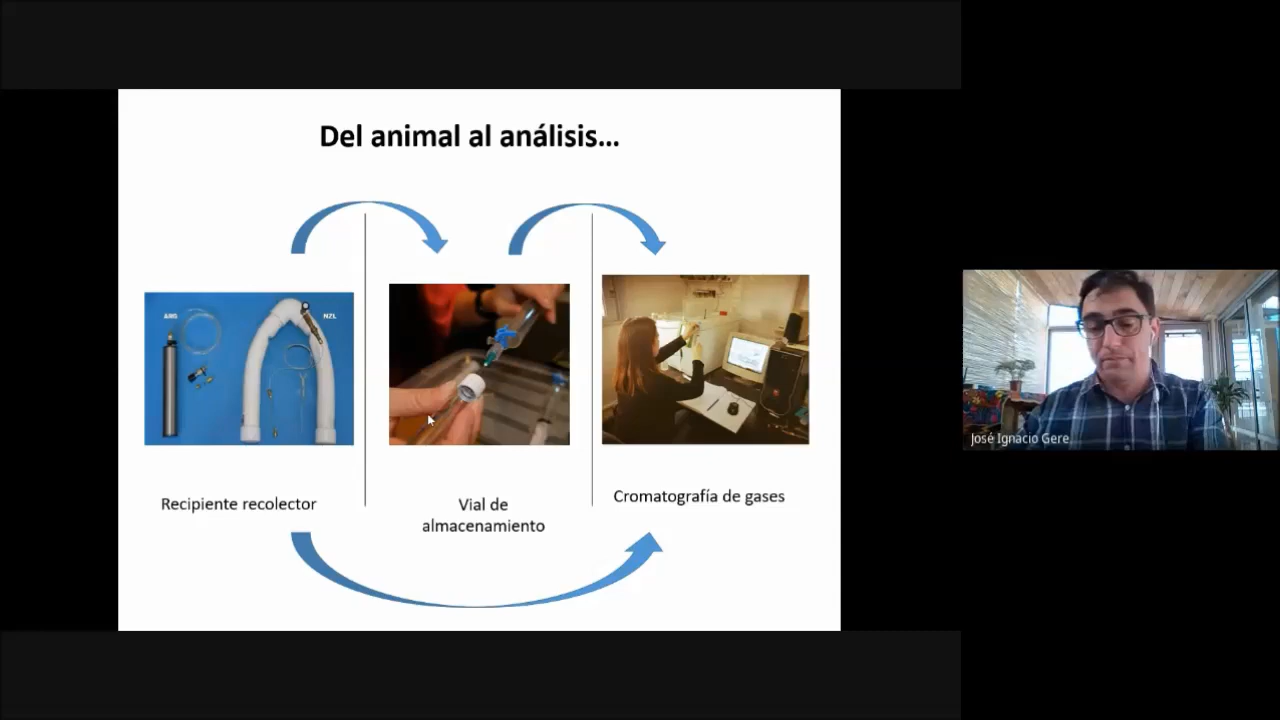 Del animal al análisis...
ARG
NZL
Recipiente recolector
Vial de
almacenamiento
Cromatografía de gases
José Ignacio Gere